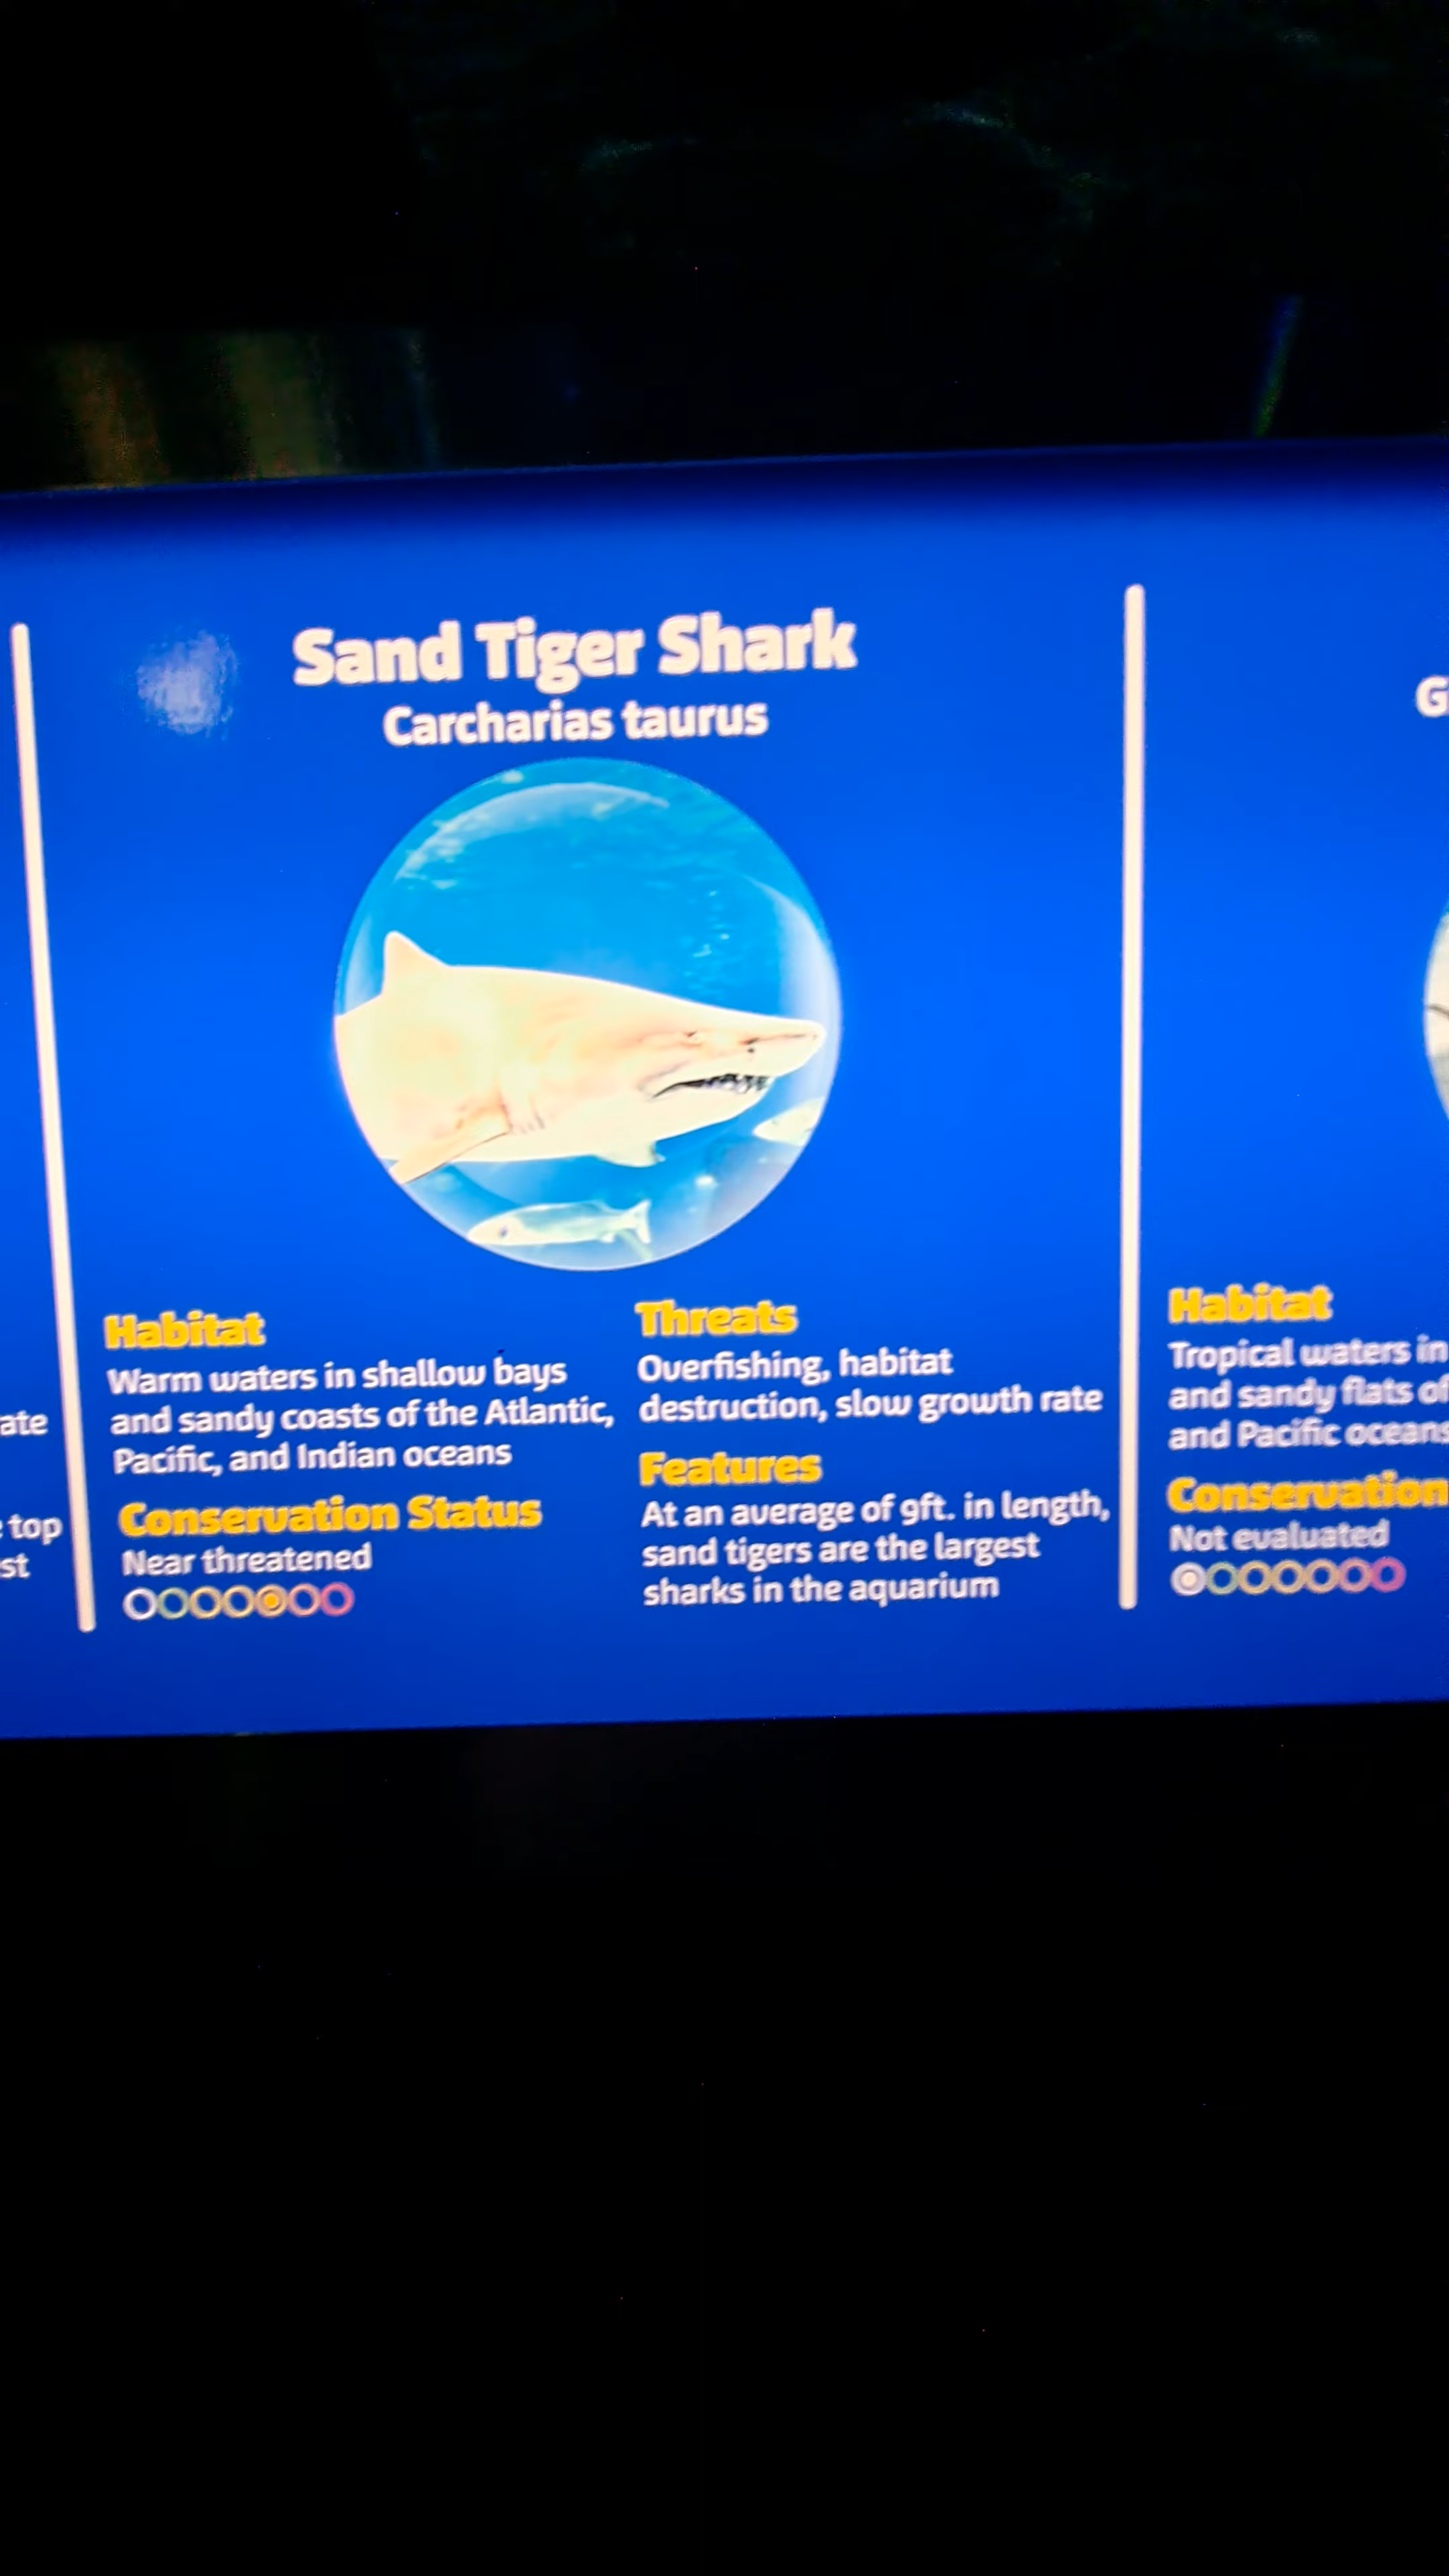 Sand Tiger Shark
Carcharias taurus
Habitat
Warm waters in shallow bays
and sandy coasts of the Atlantic,
Pacific, and Indian oceans
Conservation Status
Near threatened
Threats
Overfishing, habitat
destruction, slow growth rate
Features
At an average of 9ft. in length,
sand tigers are the largest
sharks in the aquarium
top
st
ate
G
Habitat
Tropical waters in
and sandy flats of
and Pacific oceans
Conservation
Not evaluated